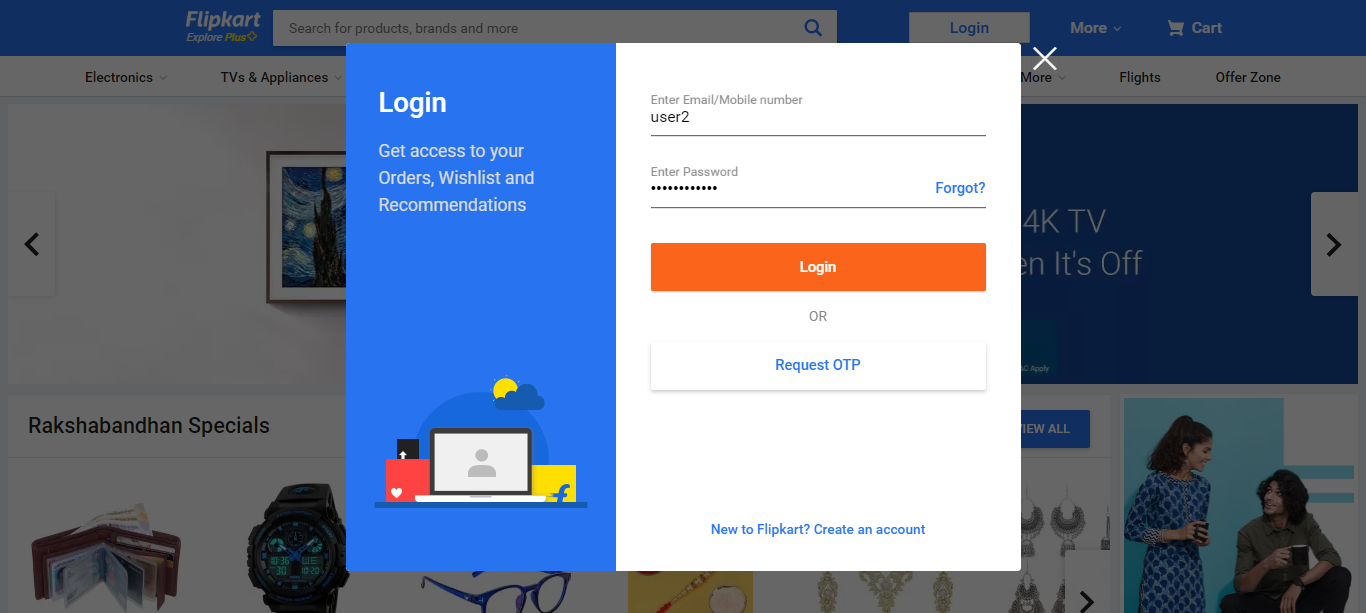 Flipkart
Explore Plus
Search for products, brands and more
Login
More
Cart
Electronics
TVs & Appliances
More
Flights
Offer Zone
Login
Get access to your
Orders, Wishlist and
Recommendations
Enter Email/Mobile number
user2
Enter Password
••••••••••••
Forgot?
Login
OR
Request OTP
New to Flipkart? Create an account
4K TV
en It's Off
Apply
Rakshabandhan Specials
VIEW ALL